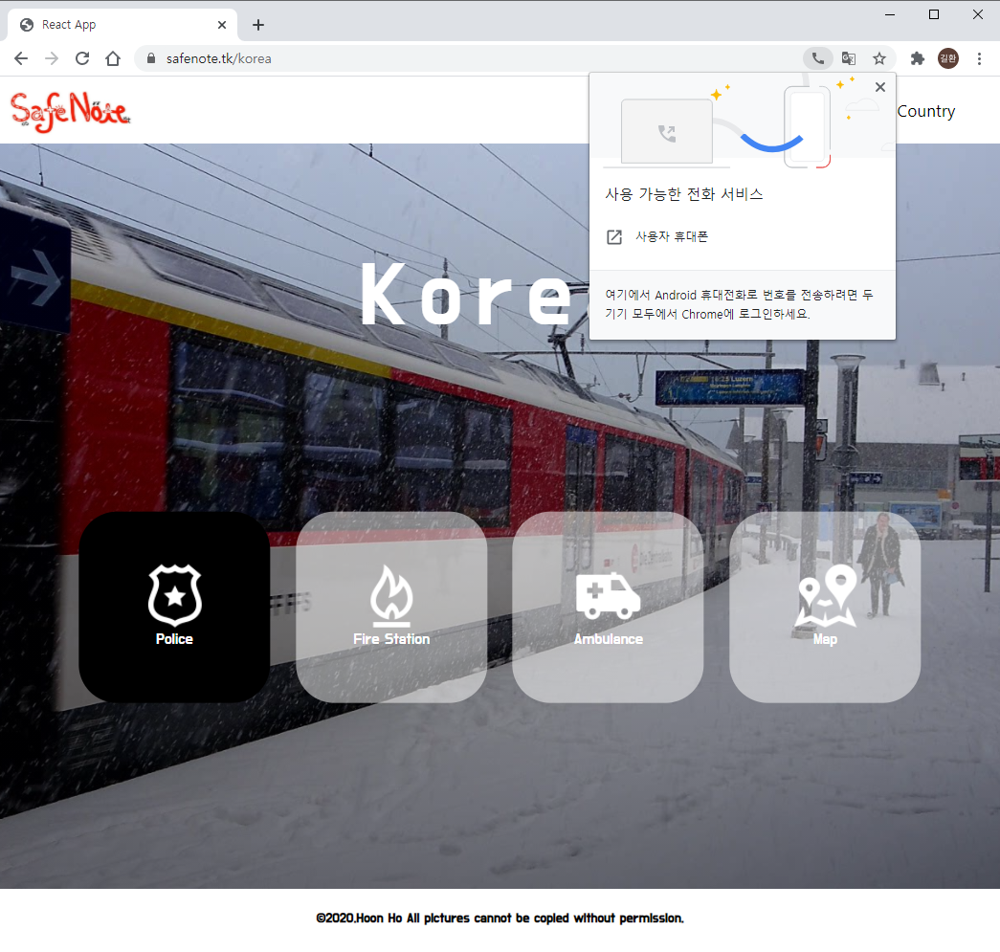 React App
safenote.tk/korea
길환
SafeNote
Country
사용 가능한 전화 서비스
사용자 휴대폰
여기에서 Android 휴대전화로 번호를 전송하려면 두
기기 모두에서 Chrome에 로그인하세요.
Kore
16:25 Luzern
Police
Fire Station
Ambulance
Map
©2020.Hoon Ho All pictures cannot be copied without permission.